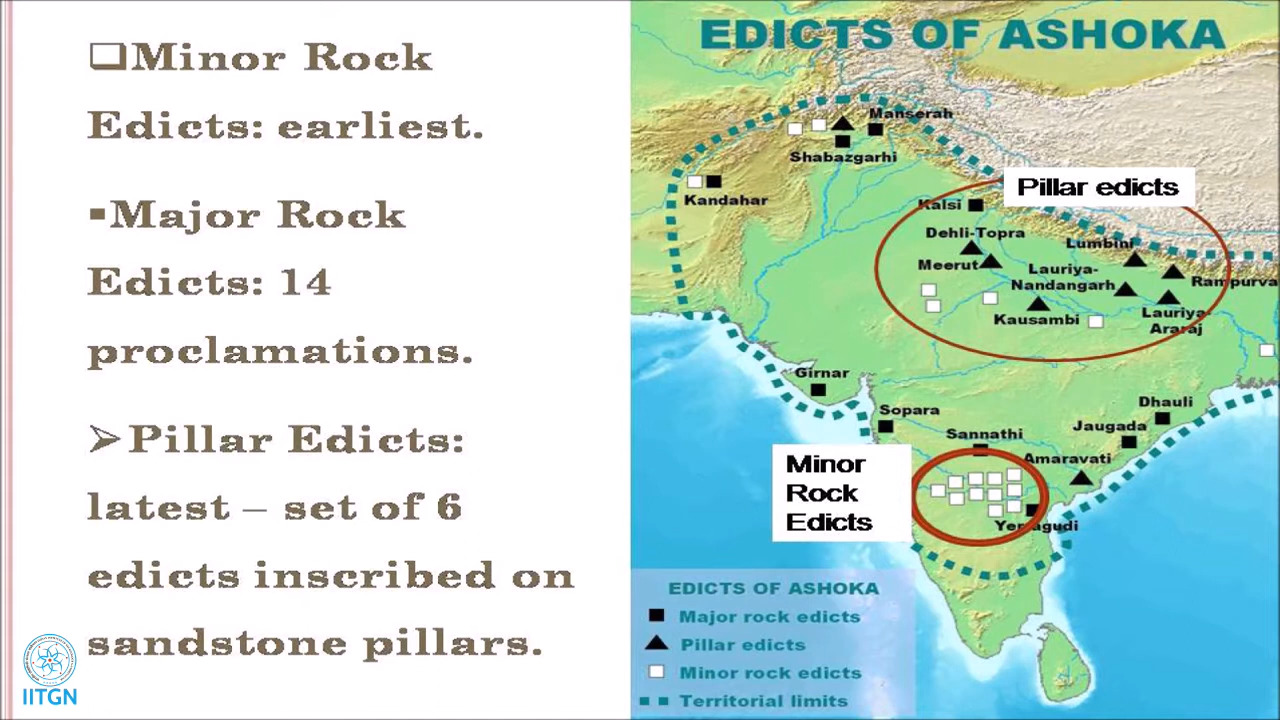 ❑Minor Rock
Edicts: earliest.
▪Major Rock
Edicts: 14
proclamations.
➢Pillar Edicts:
latest – set of 6
edicts inscribed on
sandstone pillars.
IITGN
EDICTS OF ASHOKA
Manserah
Shabazgarhi
Pillar edicts
Kandahar
Kalsi
Dehli-Topra
Lumbini
Meerut
Lauriya-
Nandangarh
Rampurva
Kausambi
Lauriya-
Araraj
Girnar
Sopara
Dhauli
Jaugada
Sannathi
Amaravati
Minor
Rock
Edicts
EDICTS OF ASHOKA
Major rock edicts
Pillar edicts
Minor rock edicts
Territorial limits